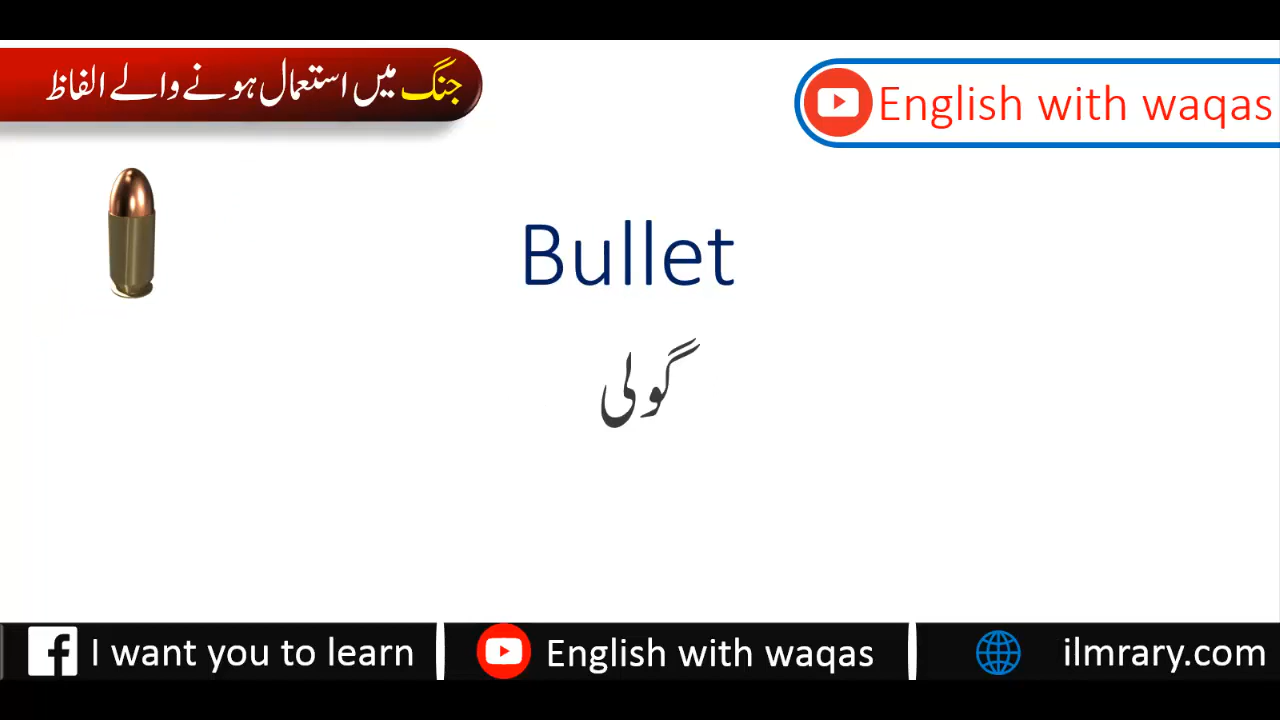 جنگ میں استعمال ہونے والے الفاظ
English with waqas
Bullet
گولی
I want you to learn
English with waqas
ilmrary.com